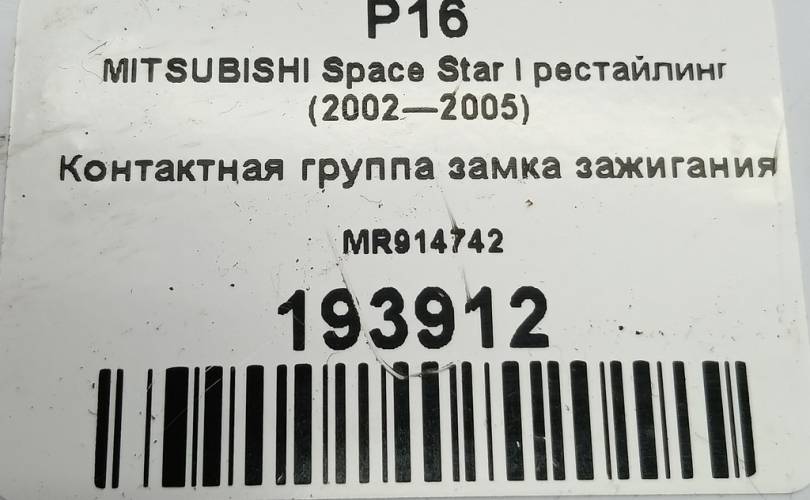 P16
MITSUBISHI Space Star I рестайлинг
(2002—2005)
Контактная группа замка зажигания
MR914742
193912